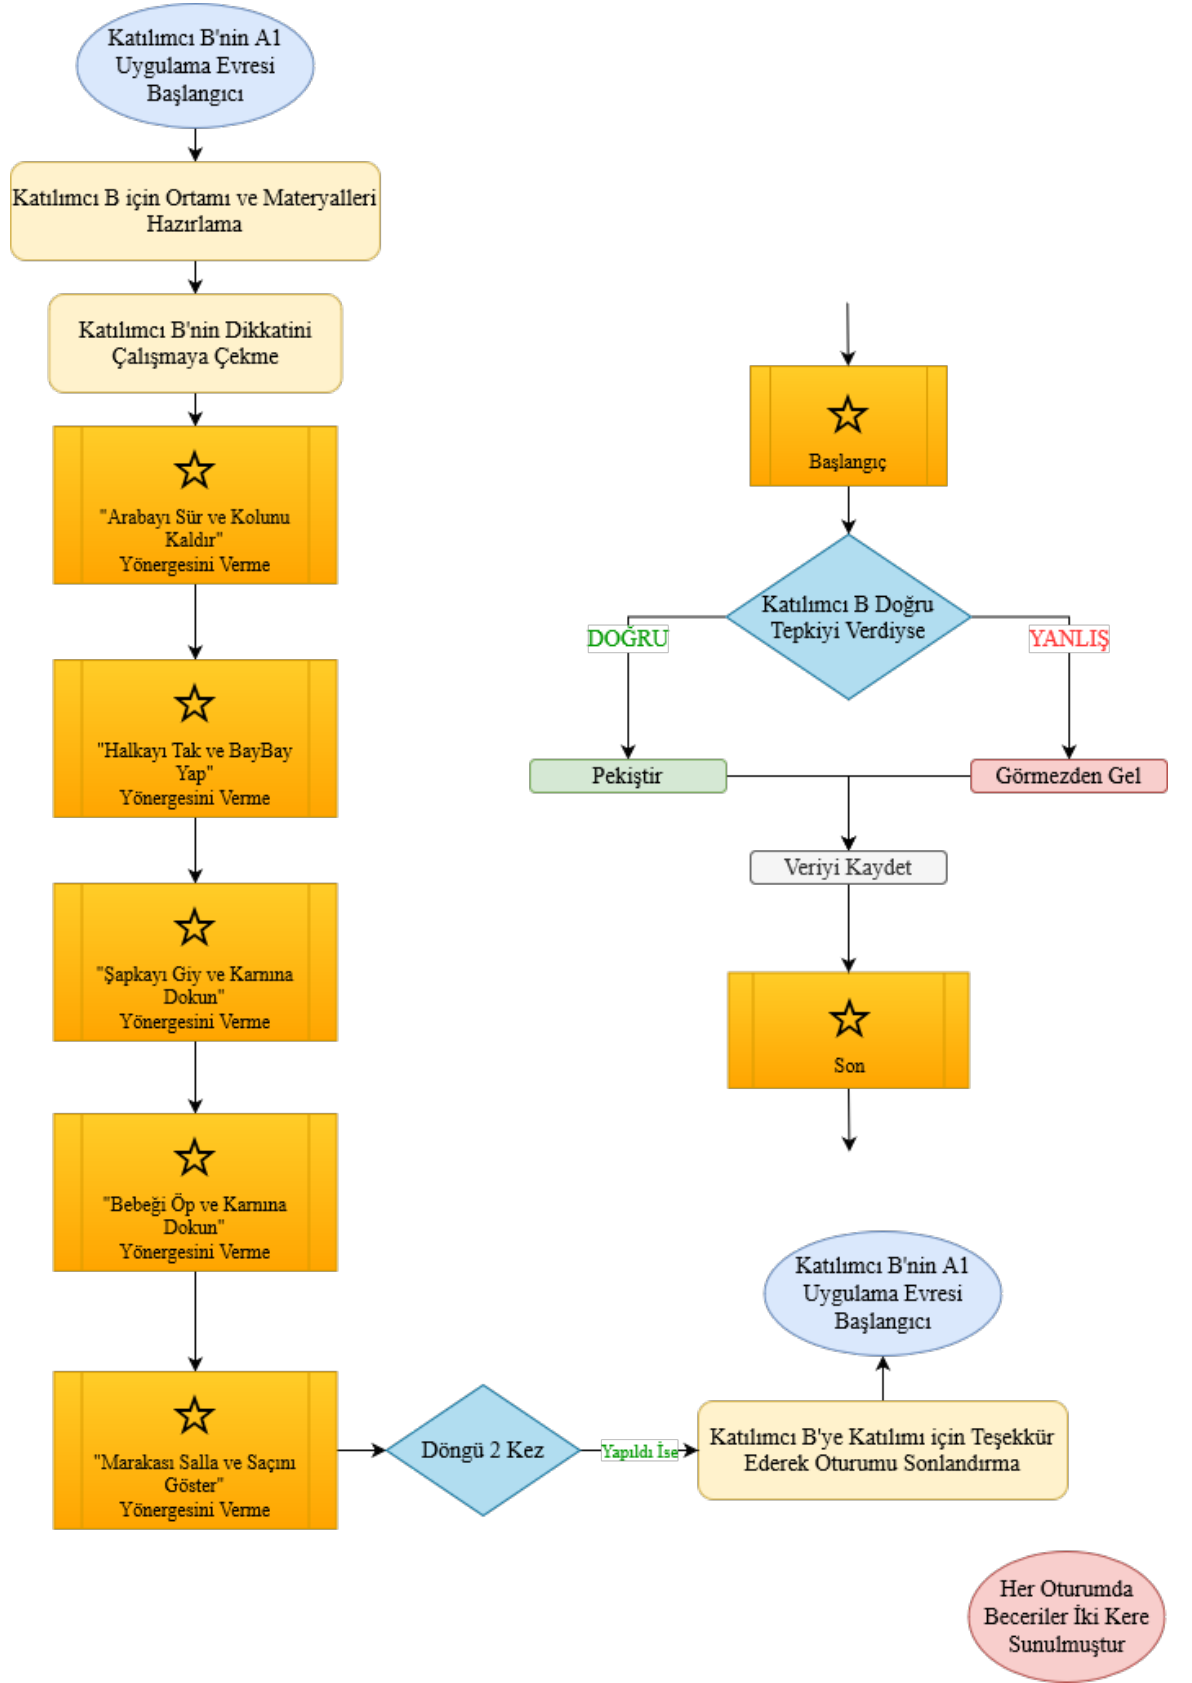 Katılımcı B'nin A1
Uygulama Evresi
Başlangıcı
Katılımcı B için Ortamı ve Materyalleri
Hazırlama
Katılımcı B'nin Dikkatini
Çalışmaya Çekme
"Arabayı Sür ve Kolunu
Kaldır"
Yönergesini Verme
"Halkayı Tak ve BayBay
Yap"
Yönergesini Verme
"Şapkayı Giy ve Karnına
Dokun"
Yönergesini Verme
"Bebeği Öp ve Karnına
Dokun"
Yönergesini Verme
"Marakası Salla ve Saçını
Göster"
Yönergesini Verme
Döngü 2 Kez
Yapıldı İse
Katılımcı B'ye Katılımı için Teşekkür
Ederek Oturumu Sonlandırma
Katılımcı B'nin A1
Uygulama Evresi
Başlangıcı
Başlangıç
Katılımcı B Doğru
Tepkiyi Verdiyse
DOĞRU
YANLIŞ
Pekiştir
Görmezden Gel
Veriyi Kaydet
Son
Her Oturumda
Beceriler İki Kere
Sunulmuştur